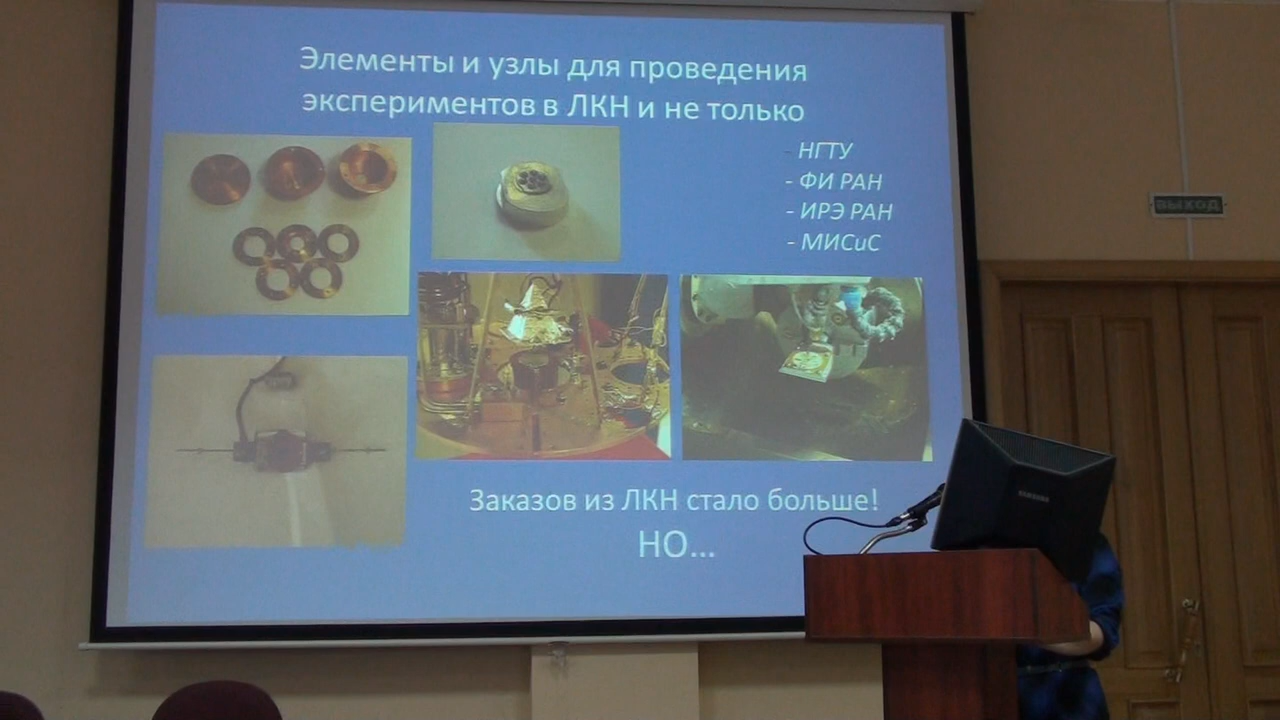 Элементы и узлы для проведения
экспериментов в ЛКН и не только
- НГТУ
- ФИ РАН
- ИРЭ РАН
- МИСиС
Заказов из ЛКН стало больше!
НО...
ВЫХОД
SAMSUNG